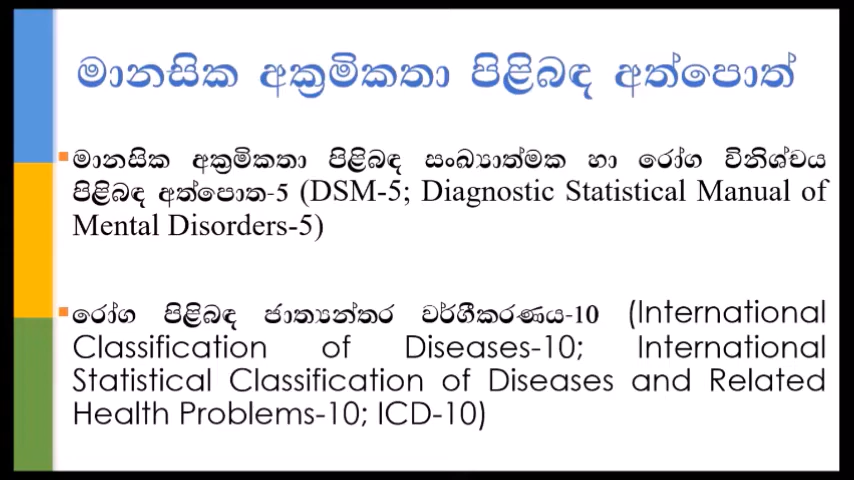 මානසික අක්‍රමිකතා පිළිබඳ අත්පොත්
මානසික අක්‍රමිකතා පිළිබඳ සංඛ්‍යාත්මක හා රෝග විනිශ්චය
පිළිබඳ අත්පොත-5 (DSM-5; Diagnostic Statistical Manual of
Mental Disorders-5)
රෝග පිළිබඳ ජාත්‍යන්තර වර්ගීකරණය-10 (International
Classification of Diseases-10; International
Statistical Classification of Diseases and Related
Health Problems-10; ICD-10)